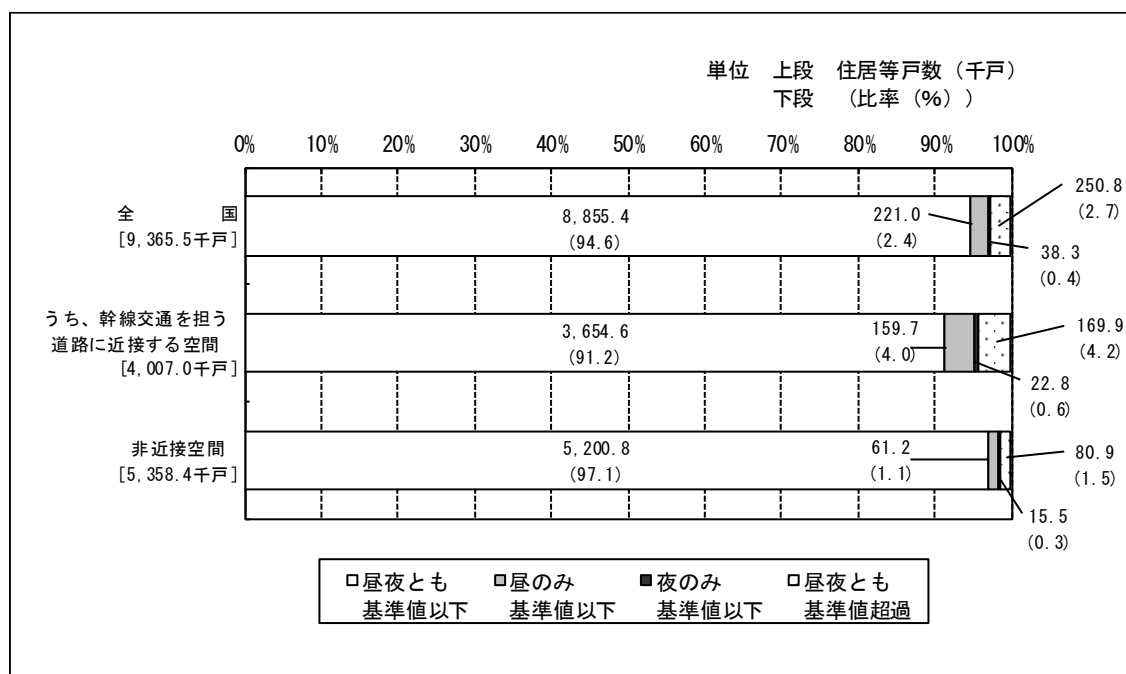 単位 上段 住居等戸数（千戸）
下段 （比率（%））
0% 10% 20% 30% 40% 50% 60% 70% 80% 90% 100%
全国
[9,365.5千戸]
8,855.4
(94.6)
221.0
(2.4)
250.8
(2.7)
38.3
(0.4)
うち、幹線交通を担う
道路に近接する空間
[4,007.0千戸]
3,654.6
(91.2)
159.7
(4.0)
169.9
(4.2)
22.8
(0.6)
非近接空間
[5,358.4千戸]
5,200.8
(97.1)
61.2
(1.1)
80.9
(1.5)
15.5
(0.3)
昼夜とも
基準値以下
昼のみ
基準値以下
夜のみ
基準値以下
昼夜とも
基準値超過